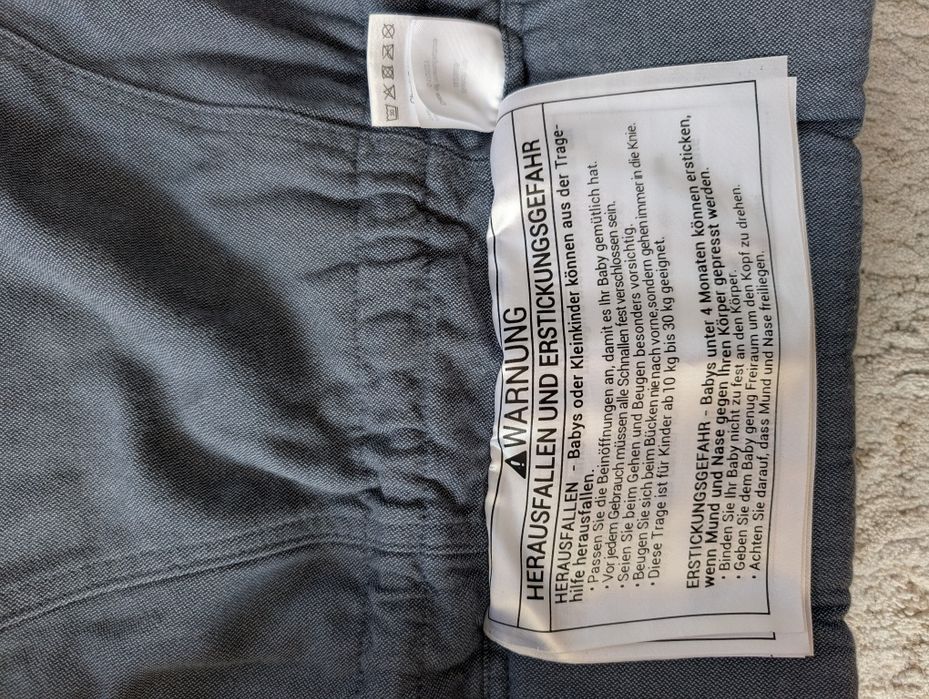 WARNUNG
HERAUSFALLEN UND ERSTICKUNGSGEFAHR
HERAUSFALLEN - Babys oder Kleinkinder können aus der Trage-
hilfe herausfallen.
• Passen Sie die Beinöffnungen an, damit es Ihr Baby gemütlich hat.
• Vor jedem Gebrauch müssen alle Schnallen fest verschlossen sein.
• Seien Sie beim Gehen und Beugen besonders vorsichtig.
• Beugen Sie sich beim Bücken nie nach vorne, sondern gehen immer in die Knie.
• Diese Trage ist für Kinder ab 10 kg bis 30 kg geeignet.
ERSTICKUNGSGEFAHR - Babys unter 4 Monaten können ersticken,
wenn Mund und Nase gegen Ihren Körper gepresst werden.
• Binden Sie Ihr Baby nicht zu fest an den Körper.
• Geben Sie dem Baby genug Freiraum um den Kopf zu drehen.
• Achten Sie darauf, dass Mund und Nase freiliegen.